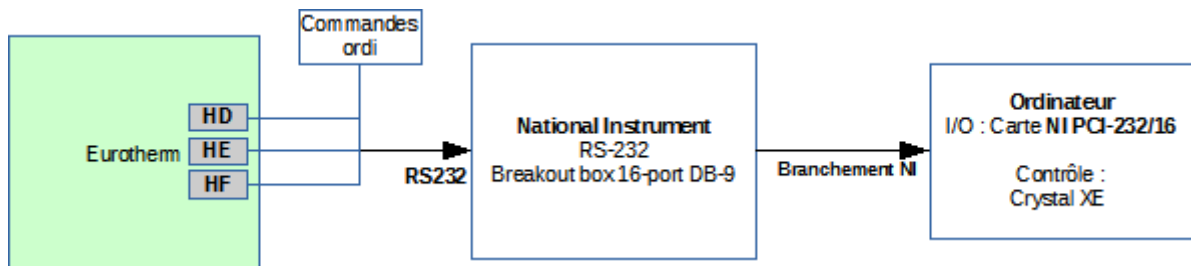 Commandes
ordi
HD
Eurotherm
HE
HF
RS232
National Instrument
RS-232
Breakout box 16-port DB-9
Branchement NI
Ordinateur
I/O : Carte NI PCI-232/16
Contrôle :
Crystal XE